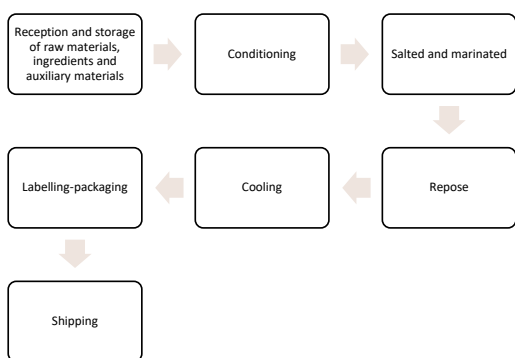 Reception and storage
of raw materials,
ingredients and
auxiliary materials
Conditioning
Salted and marinated
Repose
Cooling
Labelling-packaging
Shipping